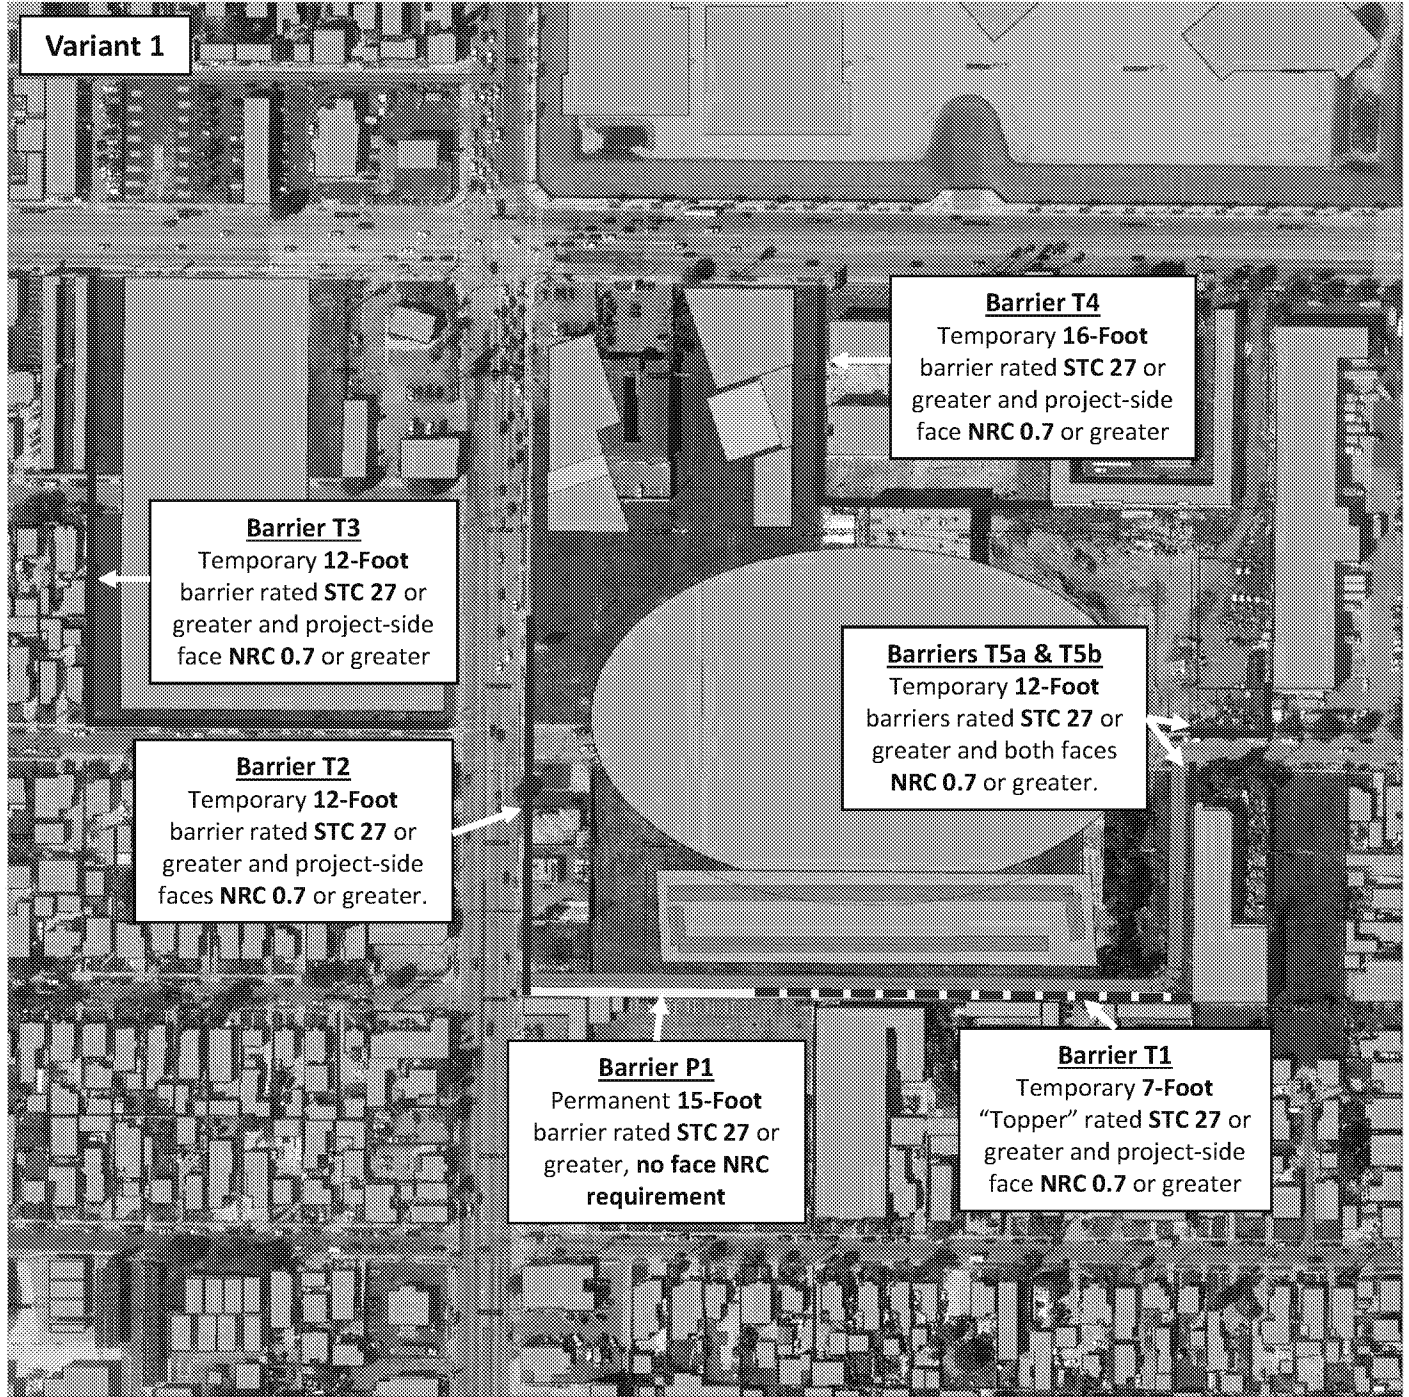 Variant 1
Barrier T4
Temporary 16-Foot
barrier rated STC 27 or
greater and project-side
face NRC 0.7 or greater
Barrier T3
Temporary 12-Foot
barrier rated STC 27 or
greater and project-side
face NRC 0.7 or greater
Barriers T5a & T5b
Temporary 12-Foot
barriers rated STC 27 or
greater and both faces
NRC 0.7 or greater.
Barrier T2
Temporary 12-Foot
barrier rated STC 27 or
greater and project-side
faces NRC 0.7 or greater.
Barrier P1
Permanent 15-Foot
barrier rated STC 27 or
greater, no face NRC
requirement
Barrier T1
Temporary 7-Foot
“Topper” rated STC 27 or
greater and project-side
face NRC 0.7 or greater